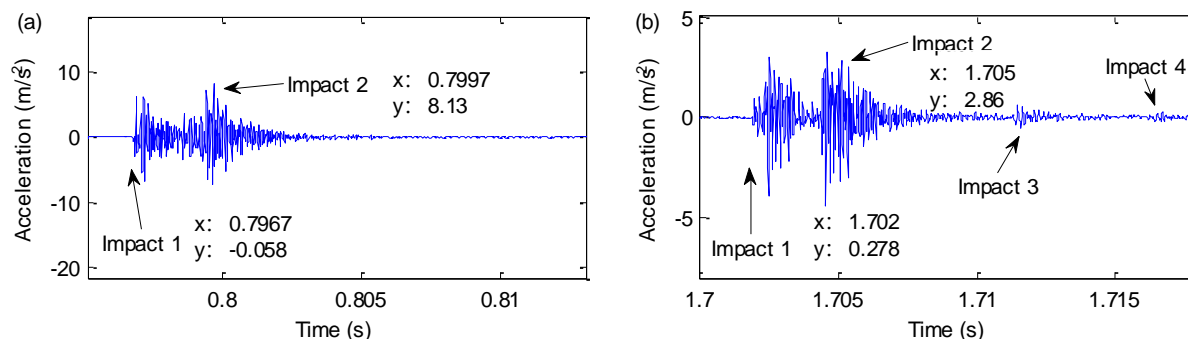 (a)
Acceleration (m/s²)
10
0
-10
-20
Impact 2
x: 0.7997
y: 8.13
Impact 1
x: 0.7967
y: -0.058
0.8
0.805
0.81
Time (s)
(b)
Acceleration (m/s²)
5
0
-5
Impact 2
x: 1.705
y: 2.86
Impact 4
Impact 3
Impact 1
x: 1.702
y: 0.278
1.7
1.705
1.71
1.715
Time (s)